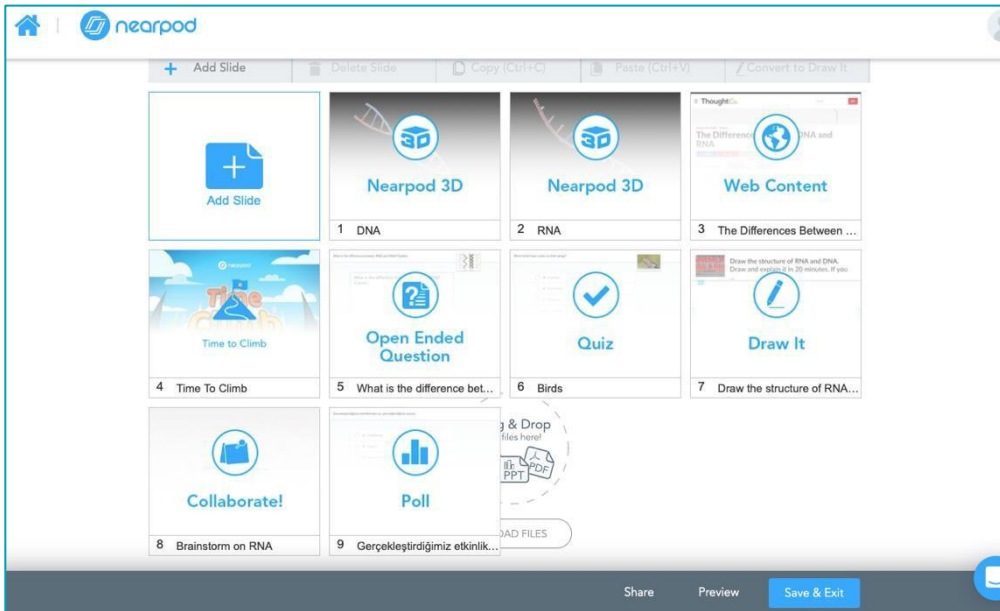 nearpod
Add Slide
Delete Slide
Copy (Ctrl+C)
Paste (Ctrl+V)
Convert to Draw It
Add Slide
Nearpod 3D
1 DNA
Nearpod 3D
2 RNA
ThoughtCo.
The Difference DNA and
RNA
Web Content
3 The Differences Between ...
nearpod
Time
Climb
Time to Climb
4 Time To Climb
Open Ended
Question
5 What is the difference bet...
Quiz
6 Birds
Draw the structure of RNA and DNA.
Draw and explain it in 20 minutes. If you
Draw It
7 Draw the structure of RNA...
Collaborate!
8 Brainstorm on RNA
Poll
9 Gerçekleştirdiğimiz etkinlik...
g & Drop
files here!
PPT
PDF
OAD FILES
Share
Preview
Save & Exit